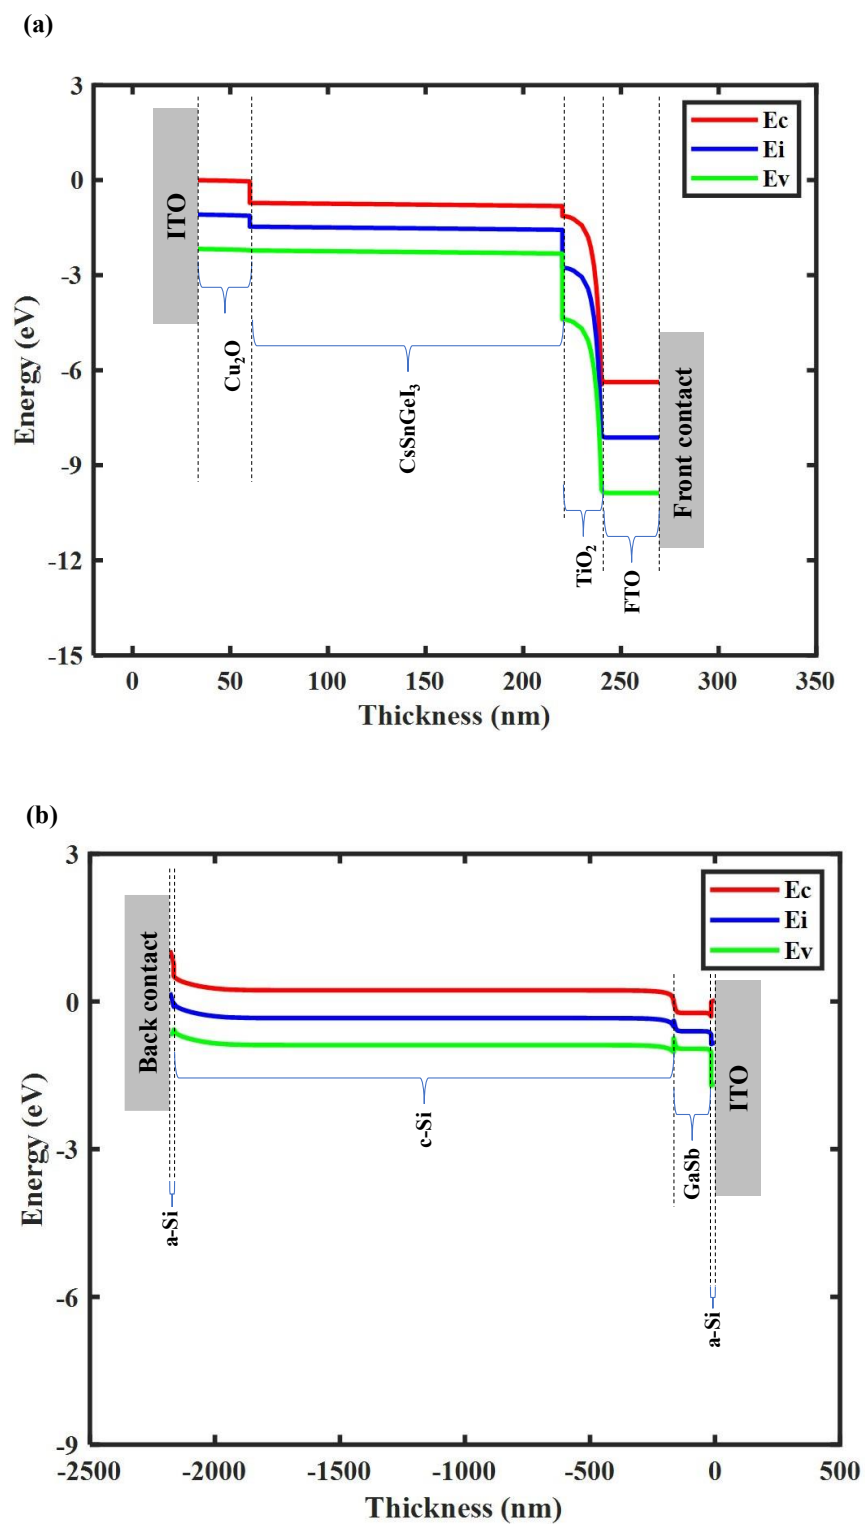 (a)
3
0
-3
-6
-9
-12
-15
Energy (eV)
Ec
Ei
Ev
ITO
Cu₂O
CsSnGeI₃
TiO₂
FTO
Front contact
0 50 100 150 200 250 300 350
Thickness (nm)
(b)
3
0
-3
-6
-9
Energy (eV)
Ec
Ei
Ev
Back contact
a-Si
c-Si
GaSb
a-Si
ITO
-2500 -2000 -1500 -1000 -500 0 500
Thickness (nm)